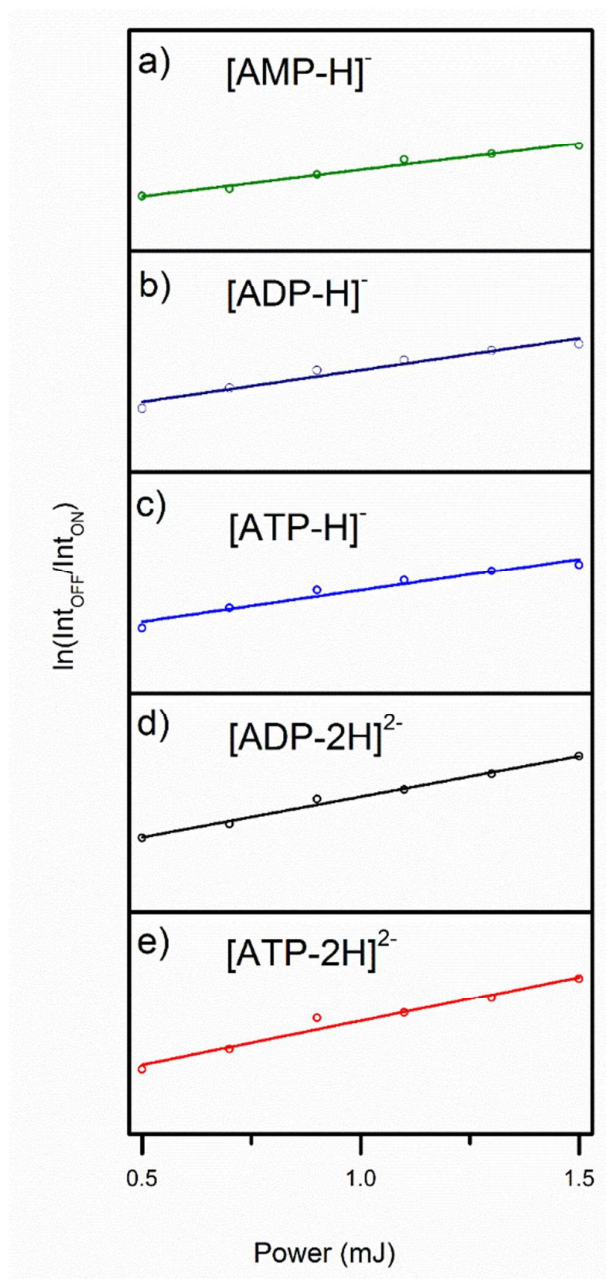 a)
[AMP-H]⁻
b)
[ADP-H]⁻
c)
[ATP-H]⁻
d)
[ADP-2H]²⁻
e)
[ATP-2H]²⁻
ln(Int_OFF/Int_ON)
0.5
1.0
1.5
Power (mJ)